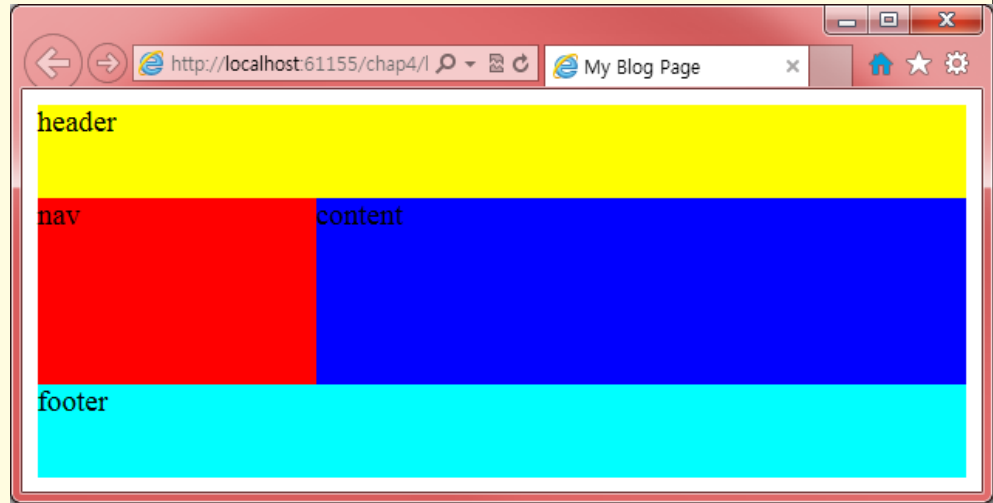 http://localhost:61155/chap4/l
My Blog Page
header
nav
content
footer